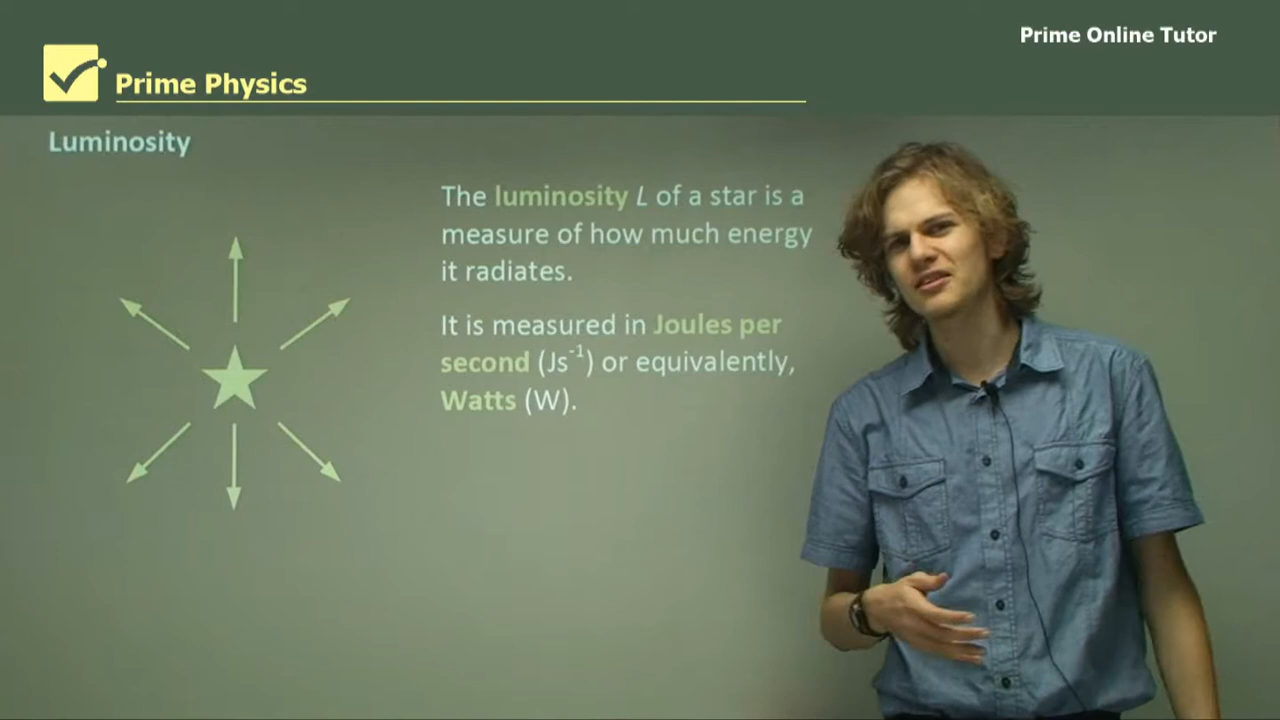 Prime Online Tutor
Prime Physics
Luminosity
The luminosity L of a star is a
measure of how much energy
it radiates.
It is measured in Joules per
second (Js⁻¹) or equivalently,
Watts (W).